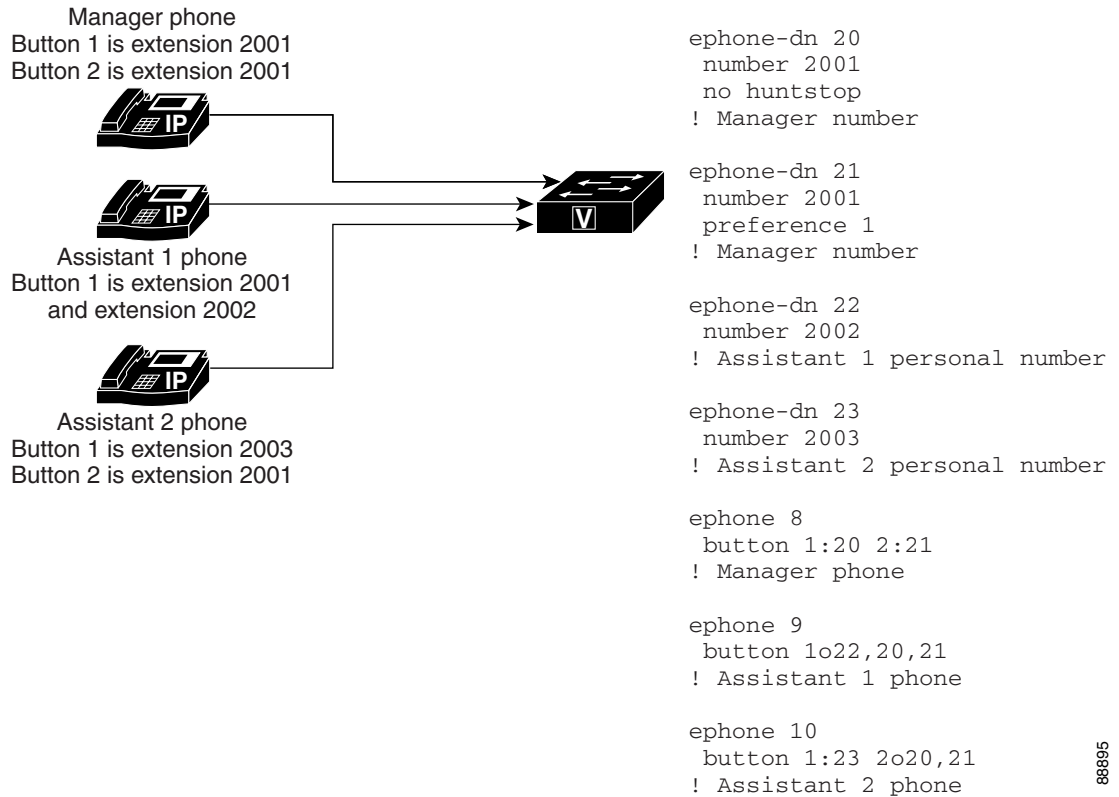 Manager phone
Button 1 is extension 2001
Button 2 is extension 2001
IP
IP
Assistant 1 phone
Button 1 is extension 2001
and extension 2002
IP
Assistant 2 phone
Button 1 is extension 2003
Button 2 is extension 2001
V
ephone-dn 20
number 2001
no huntstop
! Manager number
ephone-dn 21
number 2001
preference 1
! Manager number
ephone-dn 22
number 2002
! Assistant 1 personal number
ephone-dn 23
number 2003
! Assistant 2 personal number
ephone 8
button 1:20 2:21
! Manager phone
ephone 9
button 1o22,20,21
! Assistant 1 phone
ephone 10
button 1:23 2o20,21
! Assistant 2 phone
88895